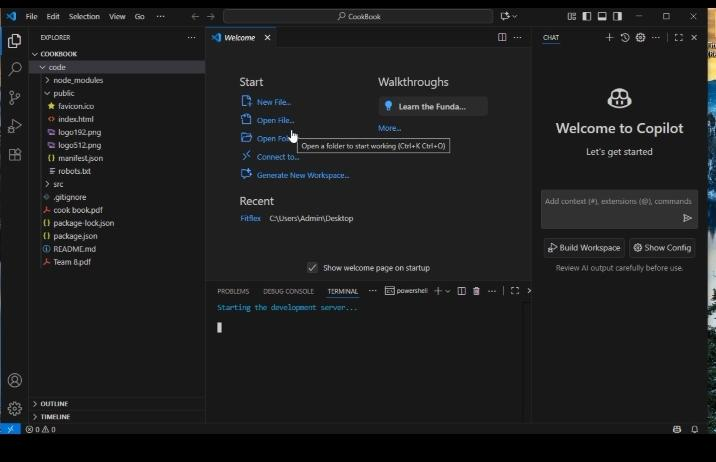 File Edit Selection View Go ... CookBook
EXPLORER ...
COOKBOOK
code
node_modules
public
favicon.ico
index.html
logo192.png
logo512.png
manifest.json
robots.txt
src
.gitignore
cook book.pdf
package-lock.json
package.json
README.md
Team 8.pdf
OUTLINE
TIMELINE
Welcome
Start
New File...
Open File...
Open Fol
Open a folder to start working (Ctrl+K Ctrl+O)
Connect to...
Generate New Workspace...
Recent
Fitflex C:\Users\Admin\Desktop
Walkthroughs
Learn the Funda...
More...
Show welcome page on startup
PROBLEMS DEBUG CONSOLE TERMINAL ... powershell
Starting the development server...
CHAT
Welcome to Copilot
Let's get started
Add context (#), extensions (@), commands
Build Workspace Show Config
Review AI output carefully before use.
0 0